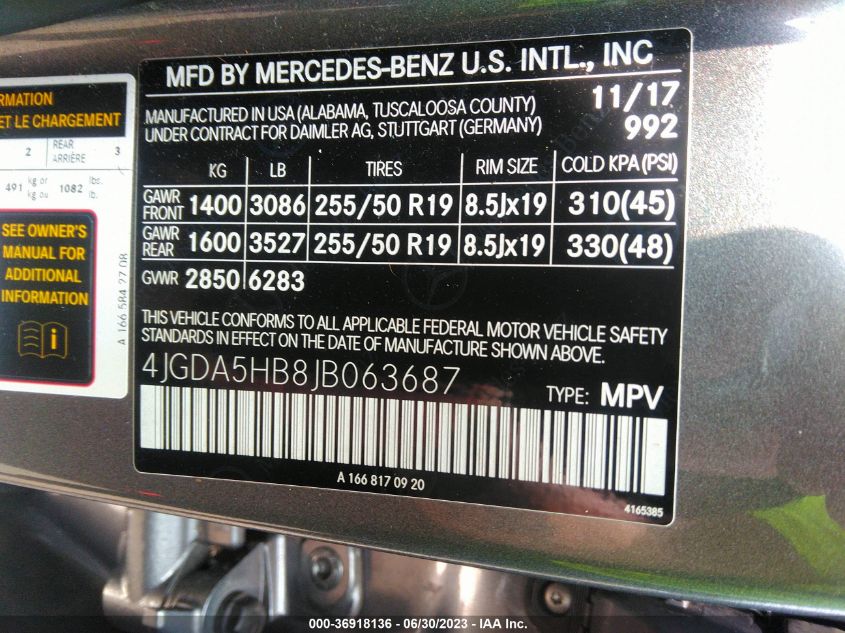 RMATION
ET LE CHARGEMENT
2 REAR ARRIÈRE 3
491 kg or kg ou 1082 lbs. lb.
SEE OWNER'S
MANUAL FOR
ADDITIONAL
INFORMATION
i
A 166 584 27 08
MFD BY MERCEDES-BENZ U.S. INTL., INC
MANUFACTURED IN USA (ALABAMA, TUSCALOOSA COUNTY) 11/17
UNDER CONTRACT FOR DAIMLER AG, STUTTGART (GERMANY) 992
KG LB TIRES RIM SIZE COLD KPA (PSI)
GAWR FRONT 1400 3086 255/50 R19 8.5Jx19 310(45)
GAWR REAR 1600 3527 255/50 R19 8.5Jx19 330(48)
GVWR 2850 6283
THIS VEHICLE CONFORMS TO ALL APPLICABLE FEDERAL MOTOR VEHICLE SAFETY
STANDARDS IN EFFECT ON THE DATE OF MANUFACTURE SHOWN ABOVE.
4JGDA5HB8JB063687
TYPE: MPV
A 166 817 09 20
4165385
000-36918136 - 06/30/2023 - © IAA, Inc.